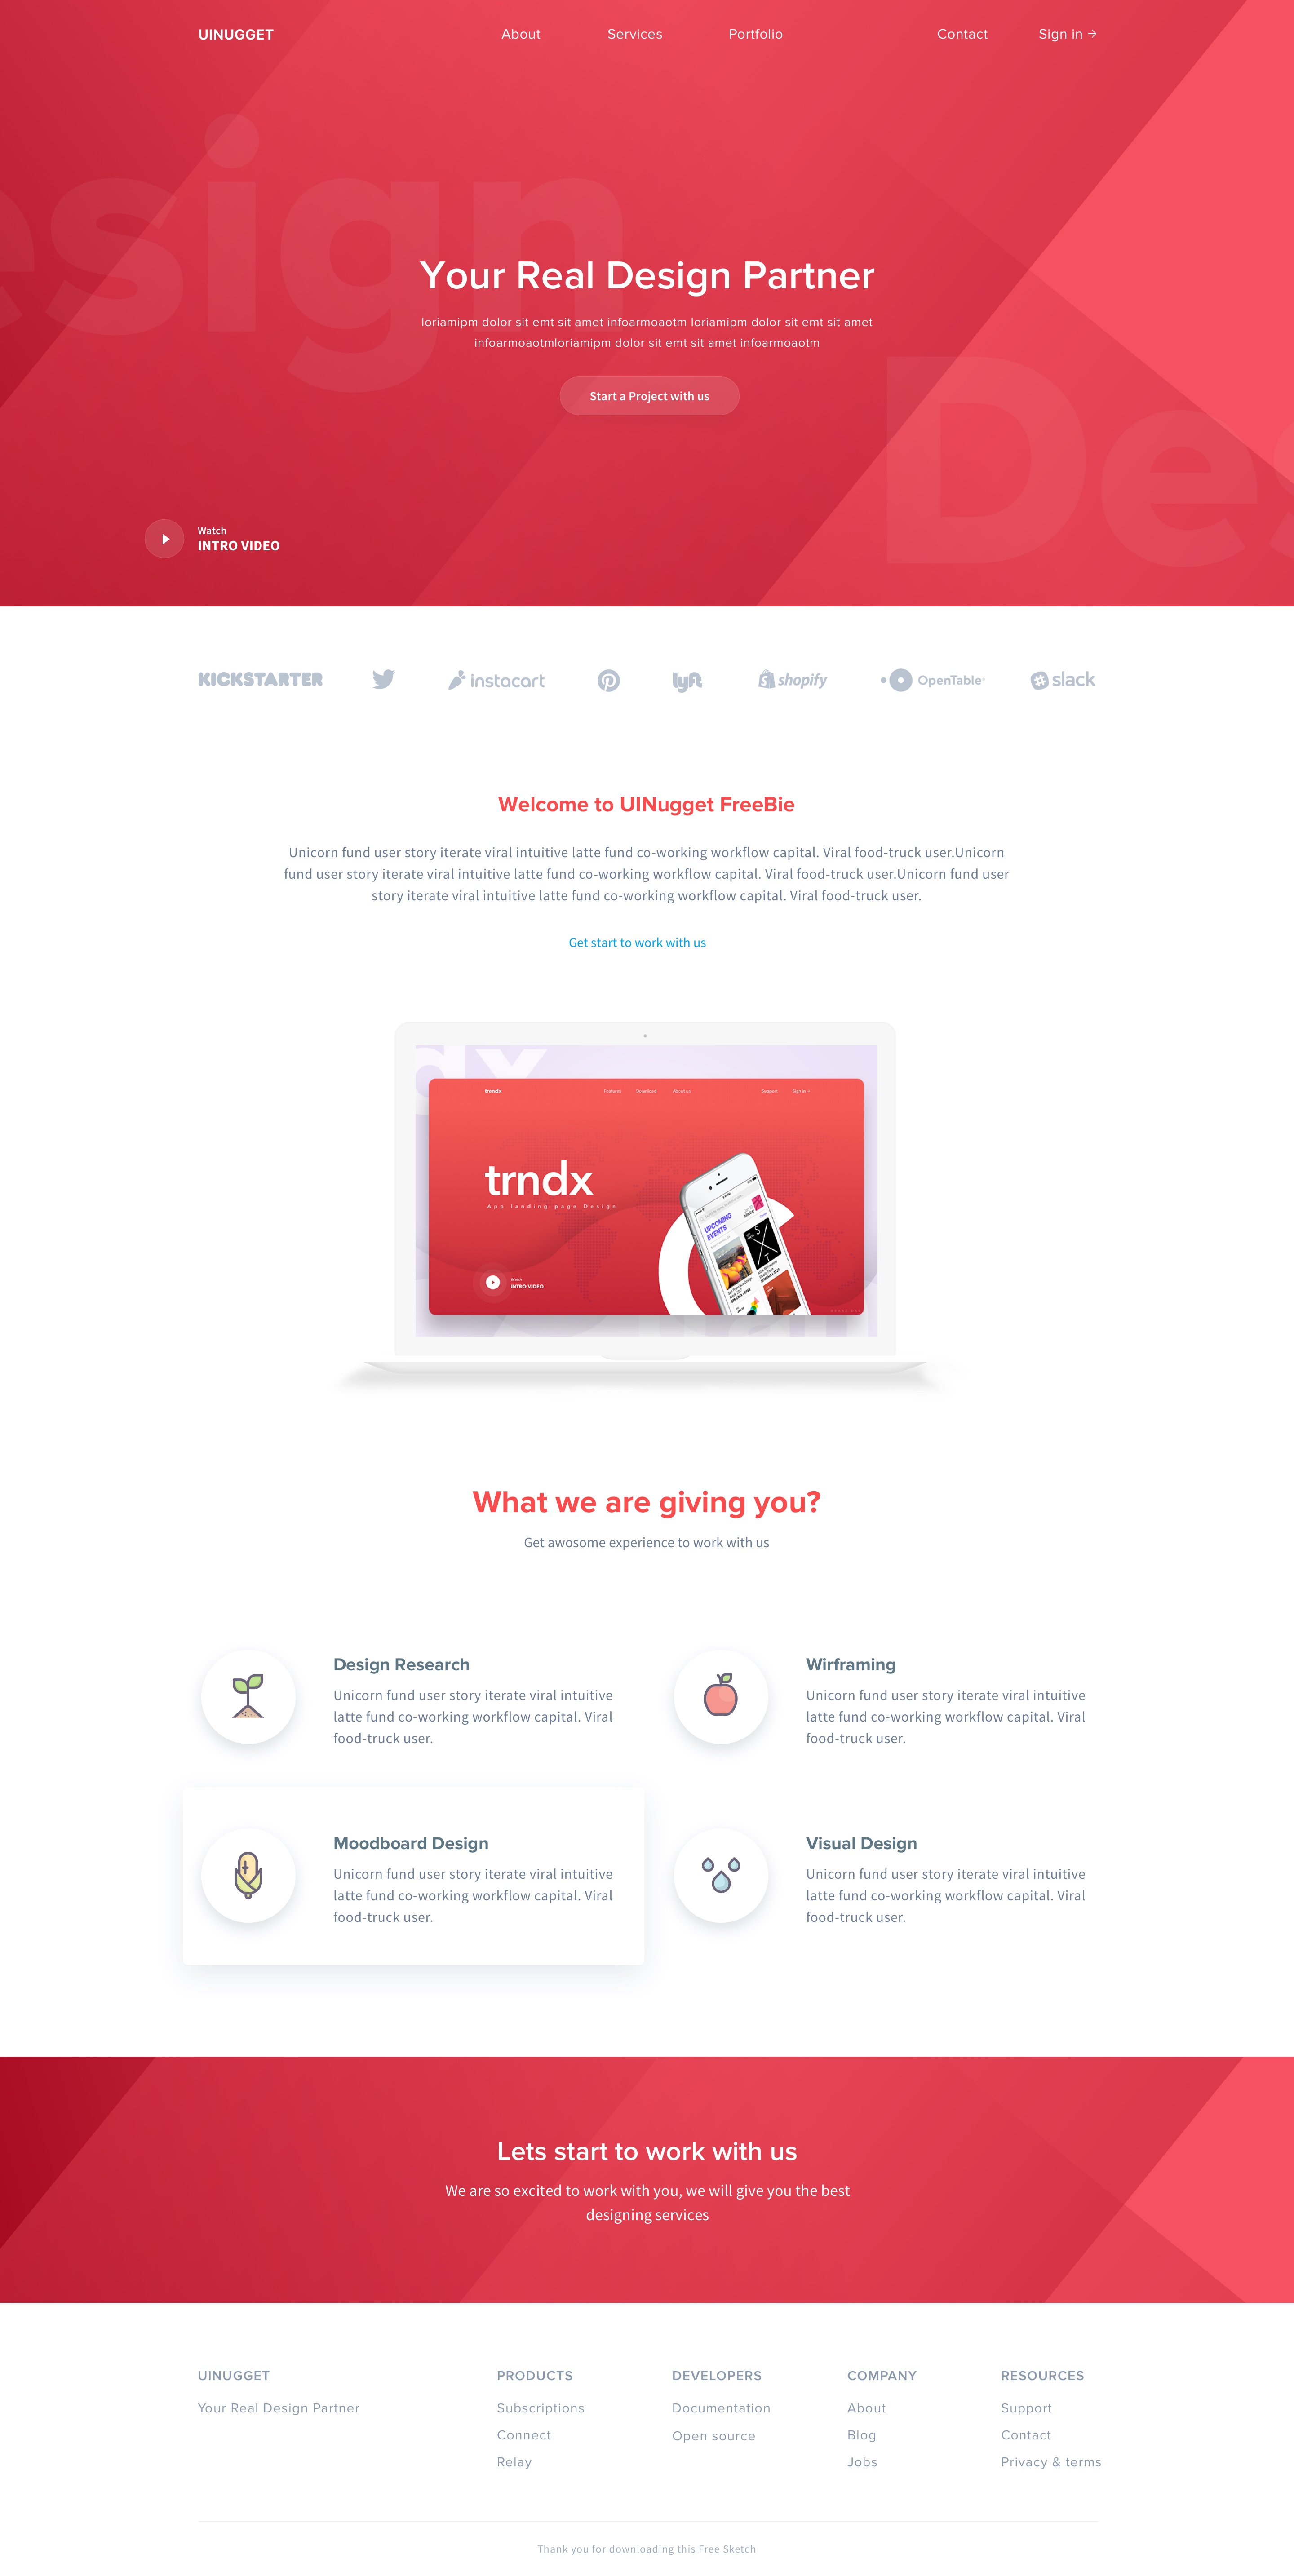 UINUGGET
About
Services
Portfolio
Contact
Sign in →
esign
Your Real Design Partner
loriamipm dolor sit emt sit amet infoarmoaotm loriamipm dolor sit emt sit amet
infoarmoaotmloriamipm dolor sit emt sit amet infoarmoaotm
Start a Project with us
Des
Watch
INTRO VIDEO
KICKSTARTER
instacart
lyft
shopify
OpenTable
slack
Welcome to UINugget FreeBie
Unicorn fund user story iterate viral intuitive latte fund co-working workflow capital. Viral food-truck user.Unicorn
fund user story iterate viral intuitive latte fund co-working workflow capital. Viral food-truck user.Unicorn fund user
story iterate viral intuitive latte fund co-working workflow capital. Viral food-truck user.
Get start to work with us
dx
trendx
Features
Download
About us
Support
Sign in
trndx
App landing page Design
UPCOMING
EVENTS
Watch
INTRO VIDEO
What we are giving you?
Get awosome experience to work with us
Design Research
Unicorn fund user story iterate viral intuitive
latte fund co-working workflow capital. Viral
food-truck user.
Wirframing
Unicorn fund user story iterate viral intuitive
latte fund co-working workflow capital. Viral
food-truck user.
Moodboard Design
Unicorn fund user story iterate viral intuitive
latte fund co-working workflow capital. Viral
food-truck user.
Visual Design
Unicorn fund user story iterate viral intuitive
latte fund co-working workflow capital. Viral
food-truck user.
Lets start to work with us
We are so excited to work with you, we will give you the best
designing services
UINUGGET
Your Real Design Partner
PRODUCTS
Subscriptions
Connect
Relay
DEVELOPERS
Documentation
Open source
COMPANY
About
Blog
Jobs
RESOURCES
Support
Contact
Privacy & terms
Thank you for downloading this Free Sketch